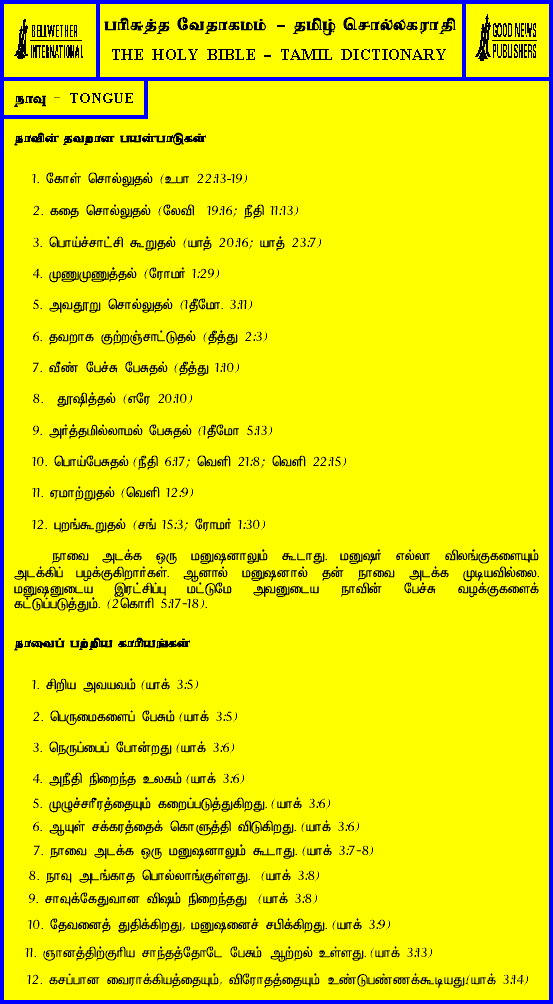 BELLWETHER
INTERNATIONAL
பரிசுத்த வேதாகமம் - தமிழ் சொல்லகராதி
THE HOLY BIBLE - TAMIL DICTIONARY
GOOD NEWS
PUBLISHERS
நாவு - TONGUE
நாவின் தவறான பயன்பாடுகள்
1. கோள் சொல்லுதல் (உபா 22:13-19)
2. கதை சொல்லுதல் (லேவி 19:16; நீதி 11:13)
3. பொய்ச்சாட்சி கூறுதல் (யாத் 20:16; யாத் 23:7)
4. முணுமுணுத்தல் (ரோமர் 1:29)
5. அவதூறு சொல்லுதல் (1தீமோ. 3:11)
6. தவறாக குற்றஞ்சாட்டுதல் (தீத்து 2:3)
7. வீண் பேச்சு பேசுதல் (தீத்து 1:10)
8. தூஷித்தல் (எரே 20:10)
9. அர்த்தமில்லாமல் பேசுதல் (1தீமோ 5:13)
10. பொய்பேசுதல் (நீதி 6:17; வெளி 21:8; வெளி 22:15)
11. ஏமாற்றுதல் (வெளி 12:9)
12. புறங்கூறுதல் (சங் 15:3; ரோமர் 1:30)
நாவை அடக்க ஒரு மனுஷனாலும் கூடாது. மனுஷர் எல்லா விலங்குகளையும்
அடக்கிப் பழக்குகிறார்கள். ஆனால் மனுஷனால் தன் நாவை அடக்க முடியவில்லை.
மனுஷனுடைய இரட்சிப்பு மட்டுமே அவனுடைய நாவின் பேச்சு வழக்குகளைக்
கட்டுப்படுத்தும். (2கொரி 5:17-18).
நாவைப் பற்றிய காரியங்கள்
1. சிறிய அவயவம் (யாக் 3:5)
2. பெருமைகளைப் பேசும் (யாக் 3:5)
3. நெருப்பைப் போன்றது (யாக் 3:6)
4. அநீதி நிறைந்த உலகம் (யாக் 3:6)
5. முழுச்சரீரத்தையும் கறைப்படுத்துகிறது. (யாக் 3:6)
6. ஆயுள் சக்கரத்தைக் கொளுத்தி விடுகிறது. (யாக் 3:6)
7. நாவை அடக்க ஒரு மனுஷனாலும் கூடாது. (யாக் 3:7-8)
8. நாவு அடங்காத பொல்லாங்குள்ளது. (யாக் 3:8)
9. சாவுக்கேதுவான விஷம் நிறைந்தது (யாக் 3:8)
10. தேவனைத் துதிக்கிறது, மனுஷனைச் சபிக்கிறது. (யாக் 3:9)
11. ஞானத்திற்குரிய சாந்தத்தோடே பேசும் ஆற்றல் உள்ளது. (யாக் 3:13)
12. கசப்பான வைராக்கியத்தையும், விரோதத்தையும் உண்டுபண்ணக்கூடியது.(யாக் 3:14)